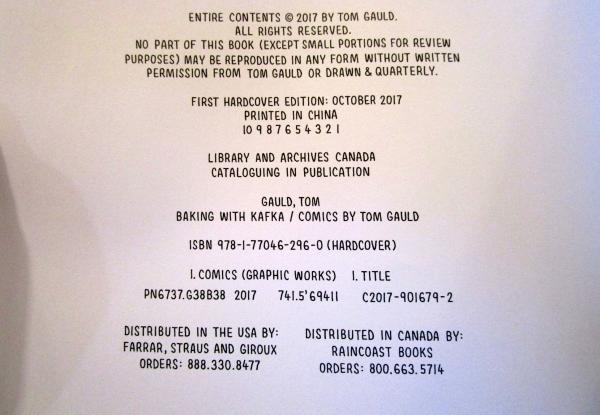 ENTIRE CONTENTS © 2017 BY TOM GAULD.
ALL RIGHTS RESERVED.
NO PART OF THIS BOOK (EXCEPT SMALL PORTIONS FOR REVIEW
PURPOSES) MAY BE REPRODUCED IN ANY FORM WITHOUT WRITTEN
PERMISSION FROM TOM GAULD OR DRAWN & QUARTERLY.
FIRST HARDCOVER EDITION: OCTOBER 2017
PRINTED IN CHINA
10 9 8 7 6 5 4 3 2 1
LIBRARY AND ARCHIVES CANADA
CATALOGUING IN PUBLICATION
GAULD, TOM
BAKING WITH KAFKA / COMICS BY TOM GAULD
ISBN 978-1-77046-296-0 (HARDCOVER)
1. COMICS (GRAPHIC WORKS) I. TITLE
PN6737.G38B38 2017 741.5'69411 C2017-901679-2
DISTRIBUTED IN THE USA BY:
FARRAR, STRAUS AND GIROUX
ORDERS: 888.330.8477
DISTRIBUTED IN CANADA BY:
RAINCOAST BOOKS
ORDERS: 800.663.5714